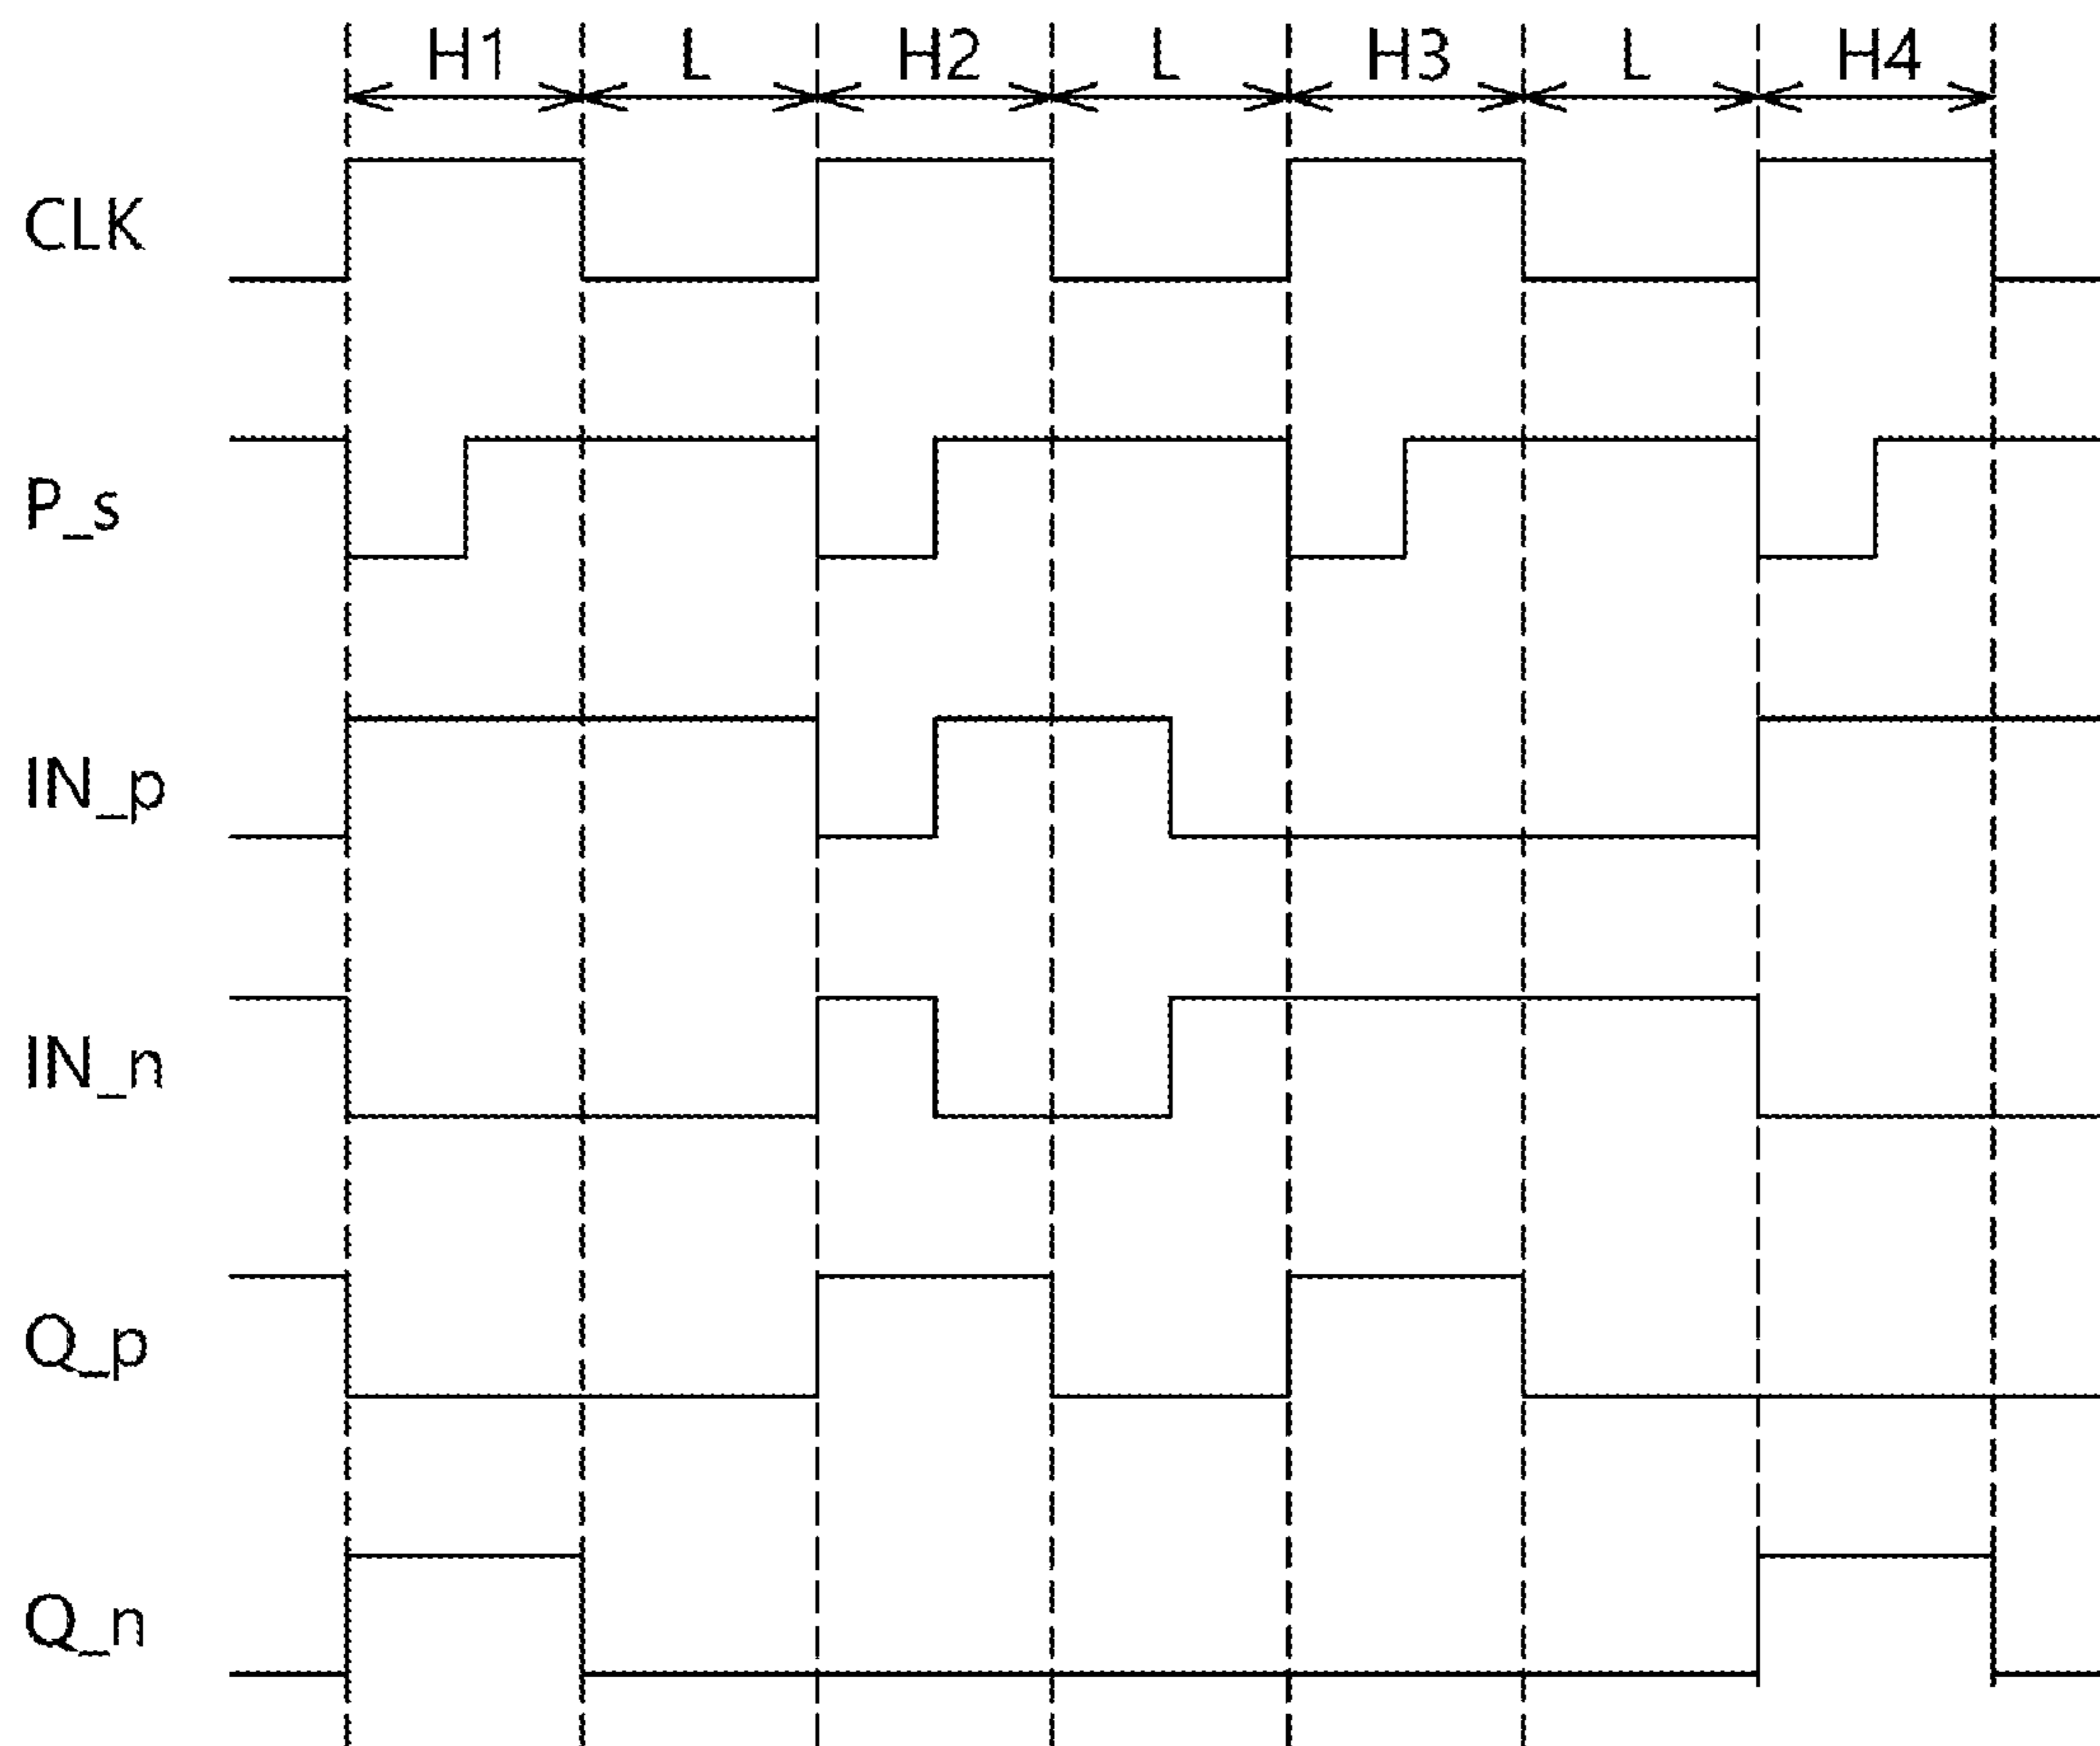 H1 L H2 L H3 L H4
CLK
P_s
IN_p
IN_n
Q_p
Q_n